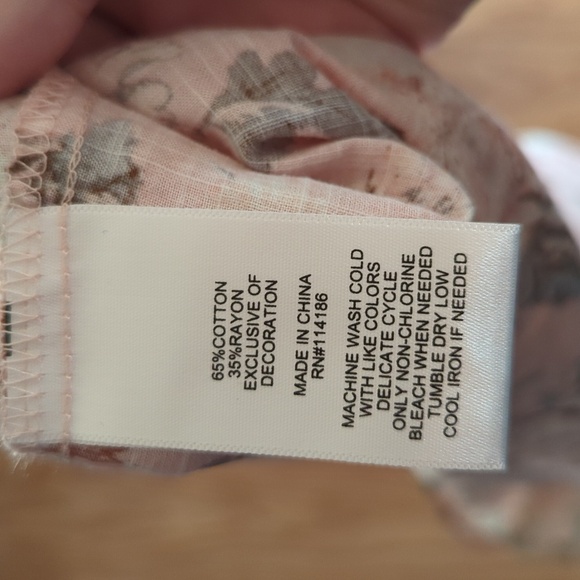 65%COTTON
35%RAYON
EXCLUSIVE OF
DECORATION
MADE IN CHINA
RN#114186
MACHINE WASH COLD
WITH LIKE COLORS
DELICATE CYCLE
ONLY NON-CHLORINE
BLEACH WHEN NEEDED
TUMBLE DRY LOW
COOL IRON IF NEEDED